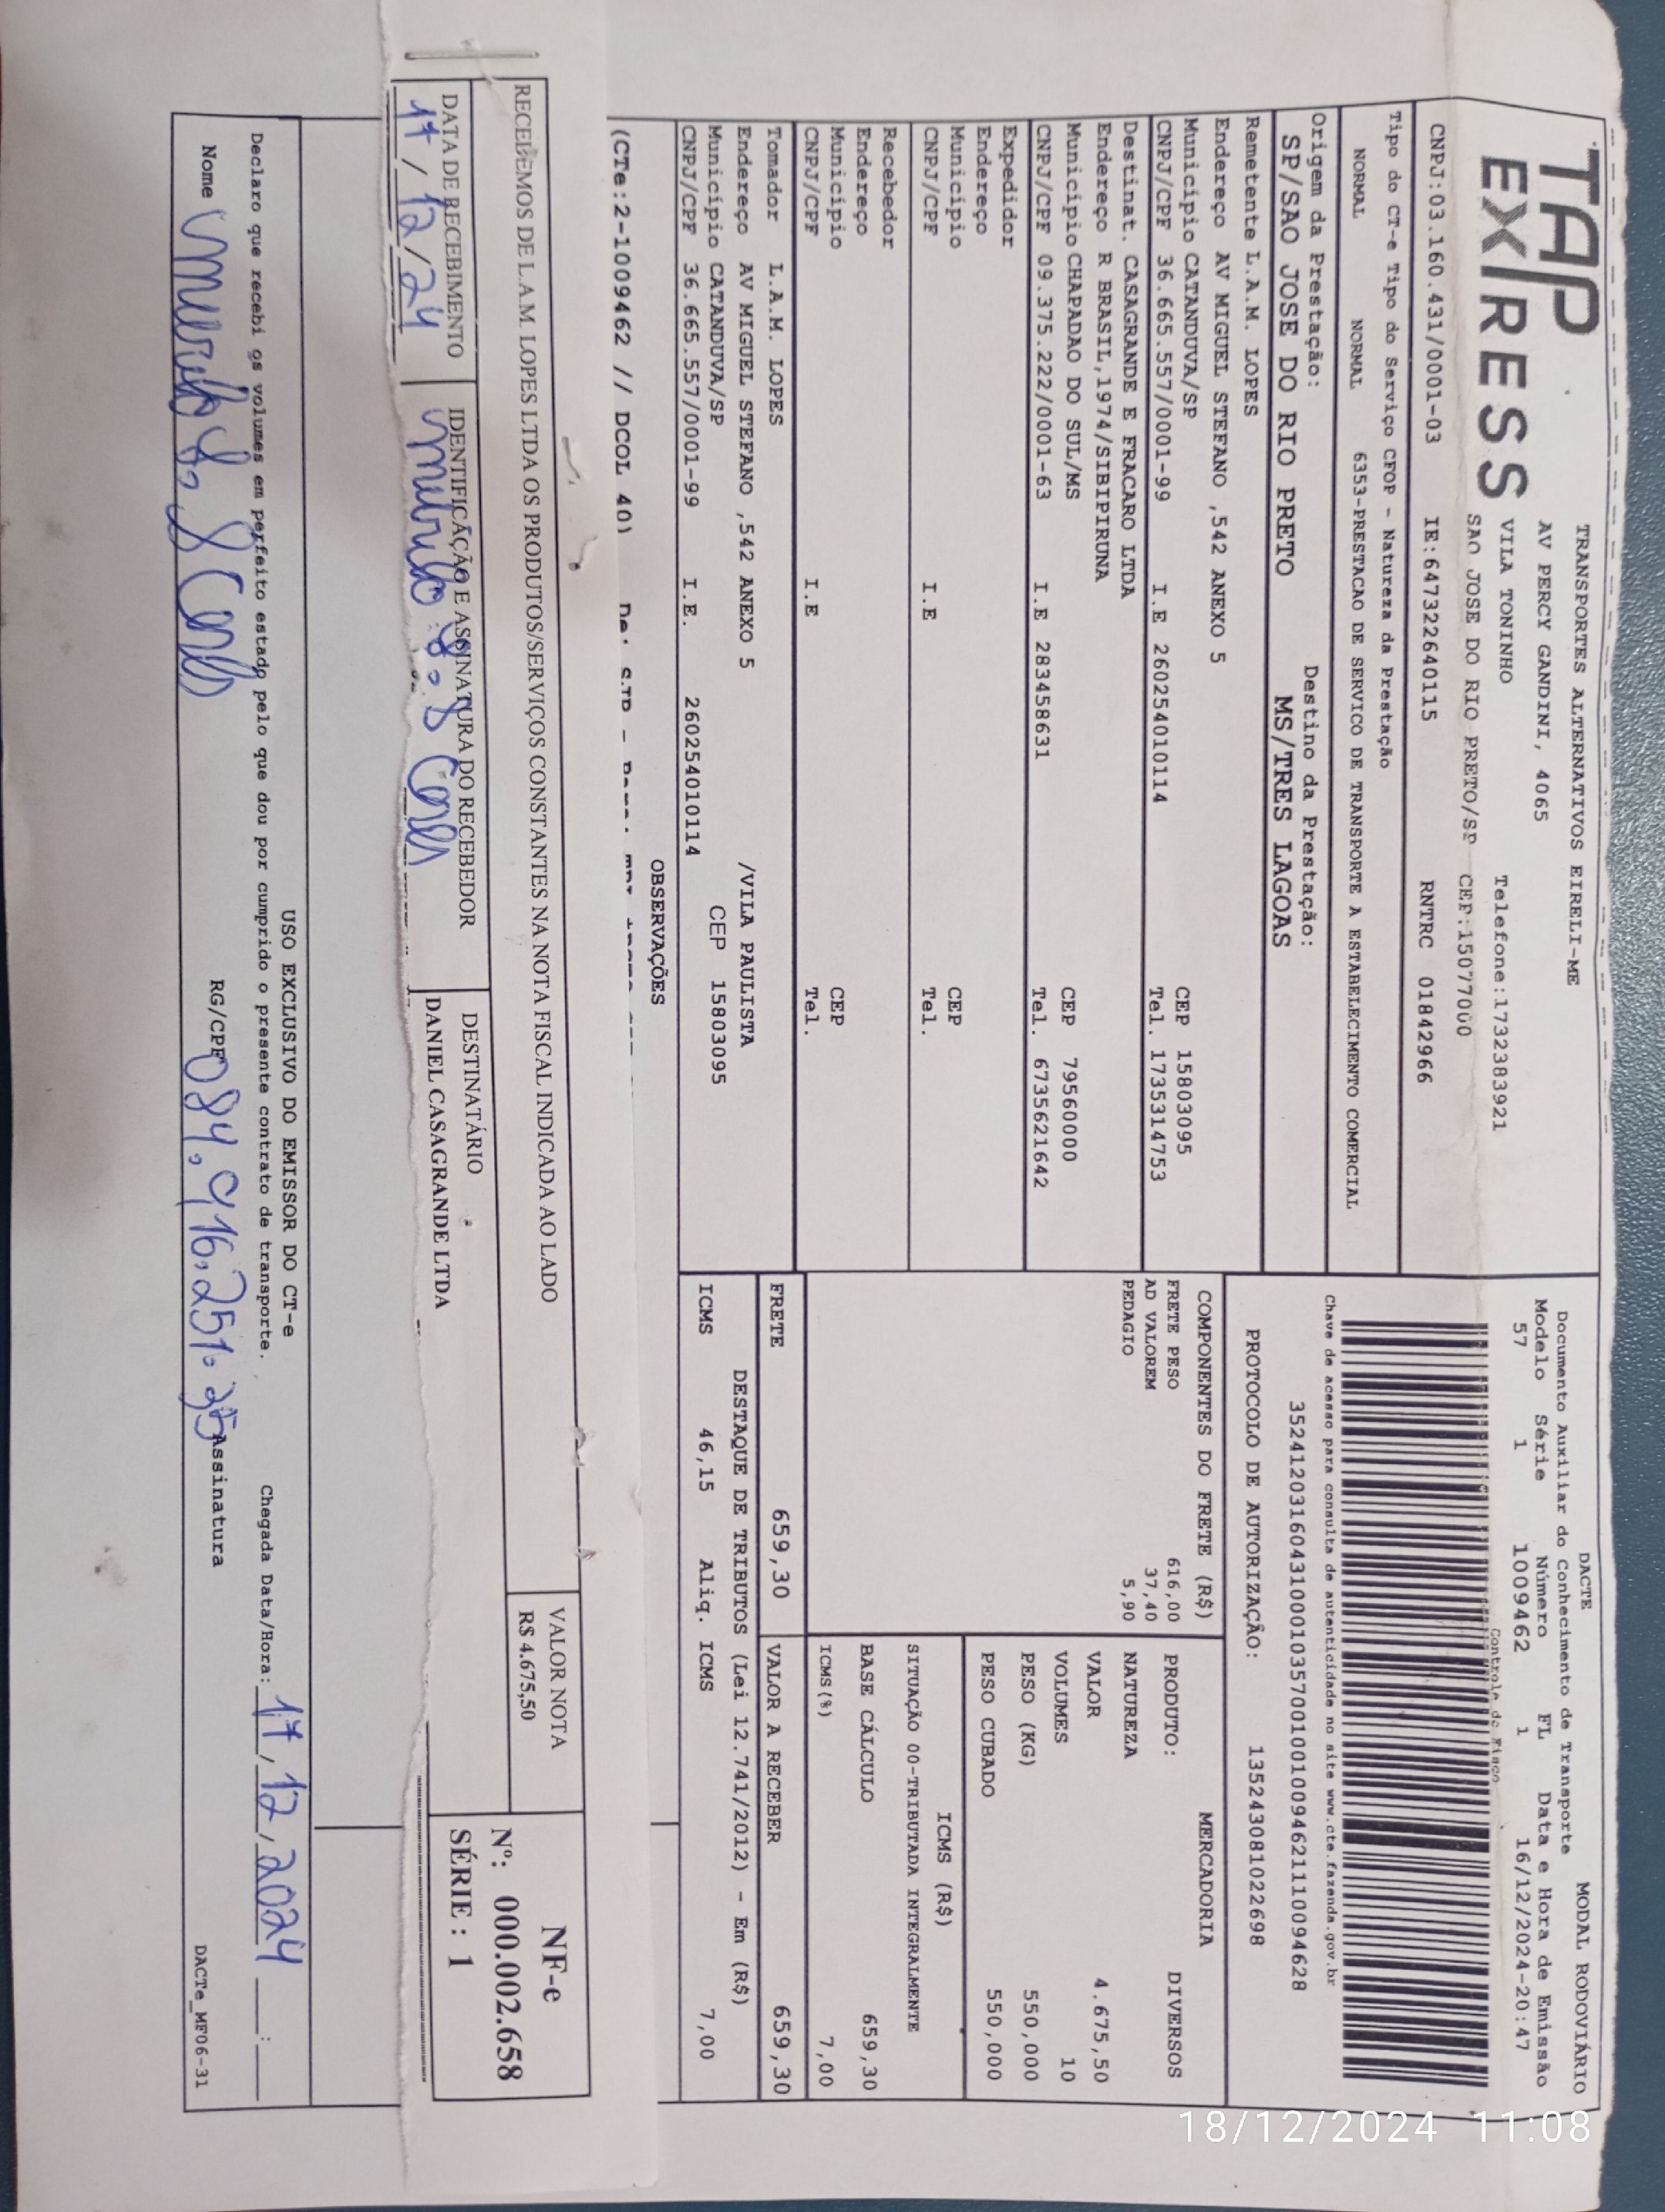 TAP
EXPRESS
TRANSPORTES ALTERNATIVOS EIRELI-ME
AV PERCY GANDINI, 4065
VILA TONINHO Telefone:1732383921
SAO JOSE DO RIO PRETO/SP CEP:15077000
CNPJ:03.160.431/0001-03 IE:647322640115 RNTRC 01842966
DACTE MODAL RODOVIÁRIO
Documento Auxiliar do Conhecimento de Transporte
Modelo Série Número FL Data e Hora de Emissão
57 1 1009462 1 16/12/2024-20:47
Controle do Fisco
Chave de acesso para consulta de autenticidade no site www.cte.fazenda.gov.br
35241203160431000103570010010094621110094628
PROTOCOLO DE AUTORIZAÇÃO: 135243081022698
Tipo do CT-e Tipo do Serviço CFOP - Natureza da Prestação
NORMAL NORMAL 6353-PRESTACAO DE SERVICO DE TRANSPORTE A ESTABELECIMENTO COMERCIAL
Origem da Prestação: Destino da Prestação:
SP/SAO JOSE DO RIO PRETO MS/TRES LAGOAS
Remetente L.A.M. LOPES
Endereço AV MIGUEL STEFANO ,542 ANEXO 5
Município CATANDUVA/SP CEP 15803095
CNPJ/CPF 36.665.557/0001-99 I.E 260254010114 Tel. 1735314753
Destinat. CASAGRANDE E FRACARO LTDA
Endereço R BRASIL,1974/SIBIPIRUNA
Município CHAPADAO DO SUL/MS CEP 79560000
CNPJ/CPF 09.375.222/0001-63 I.E 283458631 Tel. 6735621642
Expedidor
Endereço
Município CEP
CNPJ/CPF I.E Tel.
Recebedor
Endereço
Município CEP
CNPJ/CPF I.E Tel.
Tomador L.A.M. LOPES
Endereço AV MIGUEL STEFANO ,542 ANEXO 5 /VILA PAULISTA
Município CATANDUVA/SP CEP 15803095
CNPJ/CPF 36.665.557/0001-99 I.E. 260254010114
COMPONENTES DO FRETE (R$)
FRETE PESO 616,00
AD VALOREM 37,40
PEDAGIO 5,90
MERCADORIA
PRODUTO: DIVERSOS
NATUREZA
VALOR 4.675,50
VOLUMES 10
PESO (KG) 550,000
PESO CUBADO 550,000
ICMS (R$)
SITUAÇÃO 00-TRIBUTADA INTEGRALMENTE
BASE CÁLCULO 659,30
ICMS(%) 7,00
FRETE 659,30 VALOR A RECEBER 659,30
DESTAQUE DE TRIBUTOS (Lei 12.741/2012) - Em (R$)
ICMS 46,15 Aliq. ICMS 7,00
OBSERVAÇÕES
(CTe:2-1009462 // DCOL 40)
RECEBEMOS DE L.A.M. LOPES LTDA OS PRODUTOS/SERVIÇOS CONSTANTES NA NOTA FISCAL INDICADA AO LADO
VALOR NOTA
R$ 4.675,50
NF-e
Nº: 000.002.658
SÉRIE : 1
DATA DE RECEBIMENTO IDENTIFICAÇÃO E ASSINATURA DO RECEBEDOR DESTINATÁRIO
17/12/24 DANIEL CASAGRANDE LTDA
USO EXCLUSIVO DO EMISSOR DO CT-e
Declaro que recebi os volumes em perfeito estado pelo que dou por cumprido o presente contrato de transporte. Chegada Data/Hora: 17/12/2024 :
Nome RG/CPF 084.916.251.35 Assinatura
DACTe_MF06-31
18/12/2024 11:08